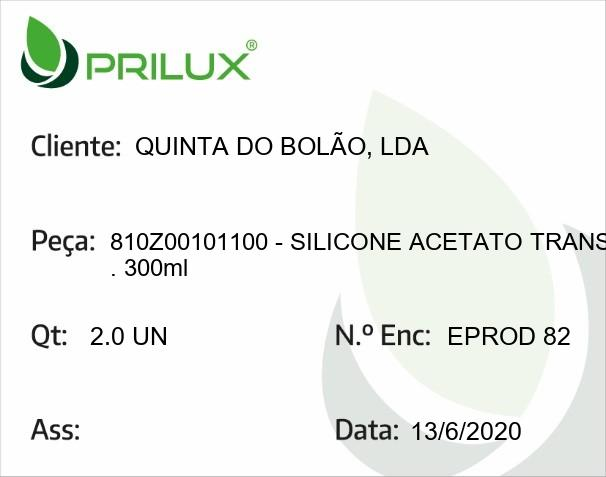 PRILUX®
Cliente: QUINTA DO BOLÃO, LDA
Peça: 810Z00101100 - SILICONE ACETATO TRANS
. 300ml
Qt: 2.0 UN N.º Enc: EPROD 82
Ass: Data: 13/6/2020